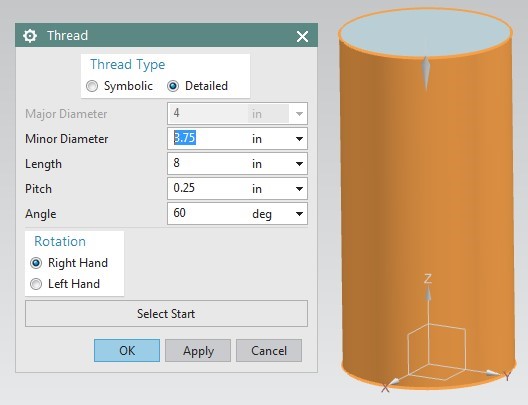 Thread
Thread Type
Symbolic Detailed
Major Diameter 4 in
Minor Diameter 3.75 in
Length 8 in
Pitch 0.25 in
Angle 60 deg
Rotation
Right Hand
Left Hand
Select Start
OK Apply Cancel
Z
X Y